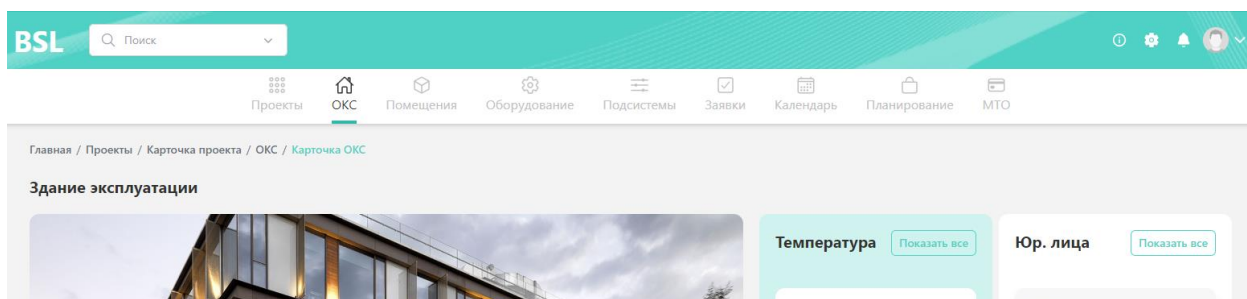 BSL Поиск
Проекты ОКС Помещения Оборудование Подсистемы Заявки Календарь Планирование МТО
Главная / Проекты / Карточка проекта / ОКС / Карточка ОКС
Здание эксплуатации
Температура Показать все Юр. лица Показать все